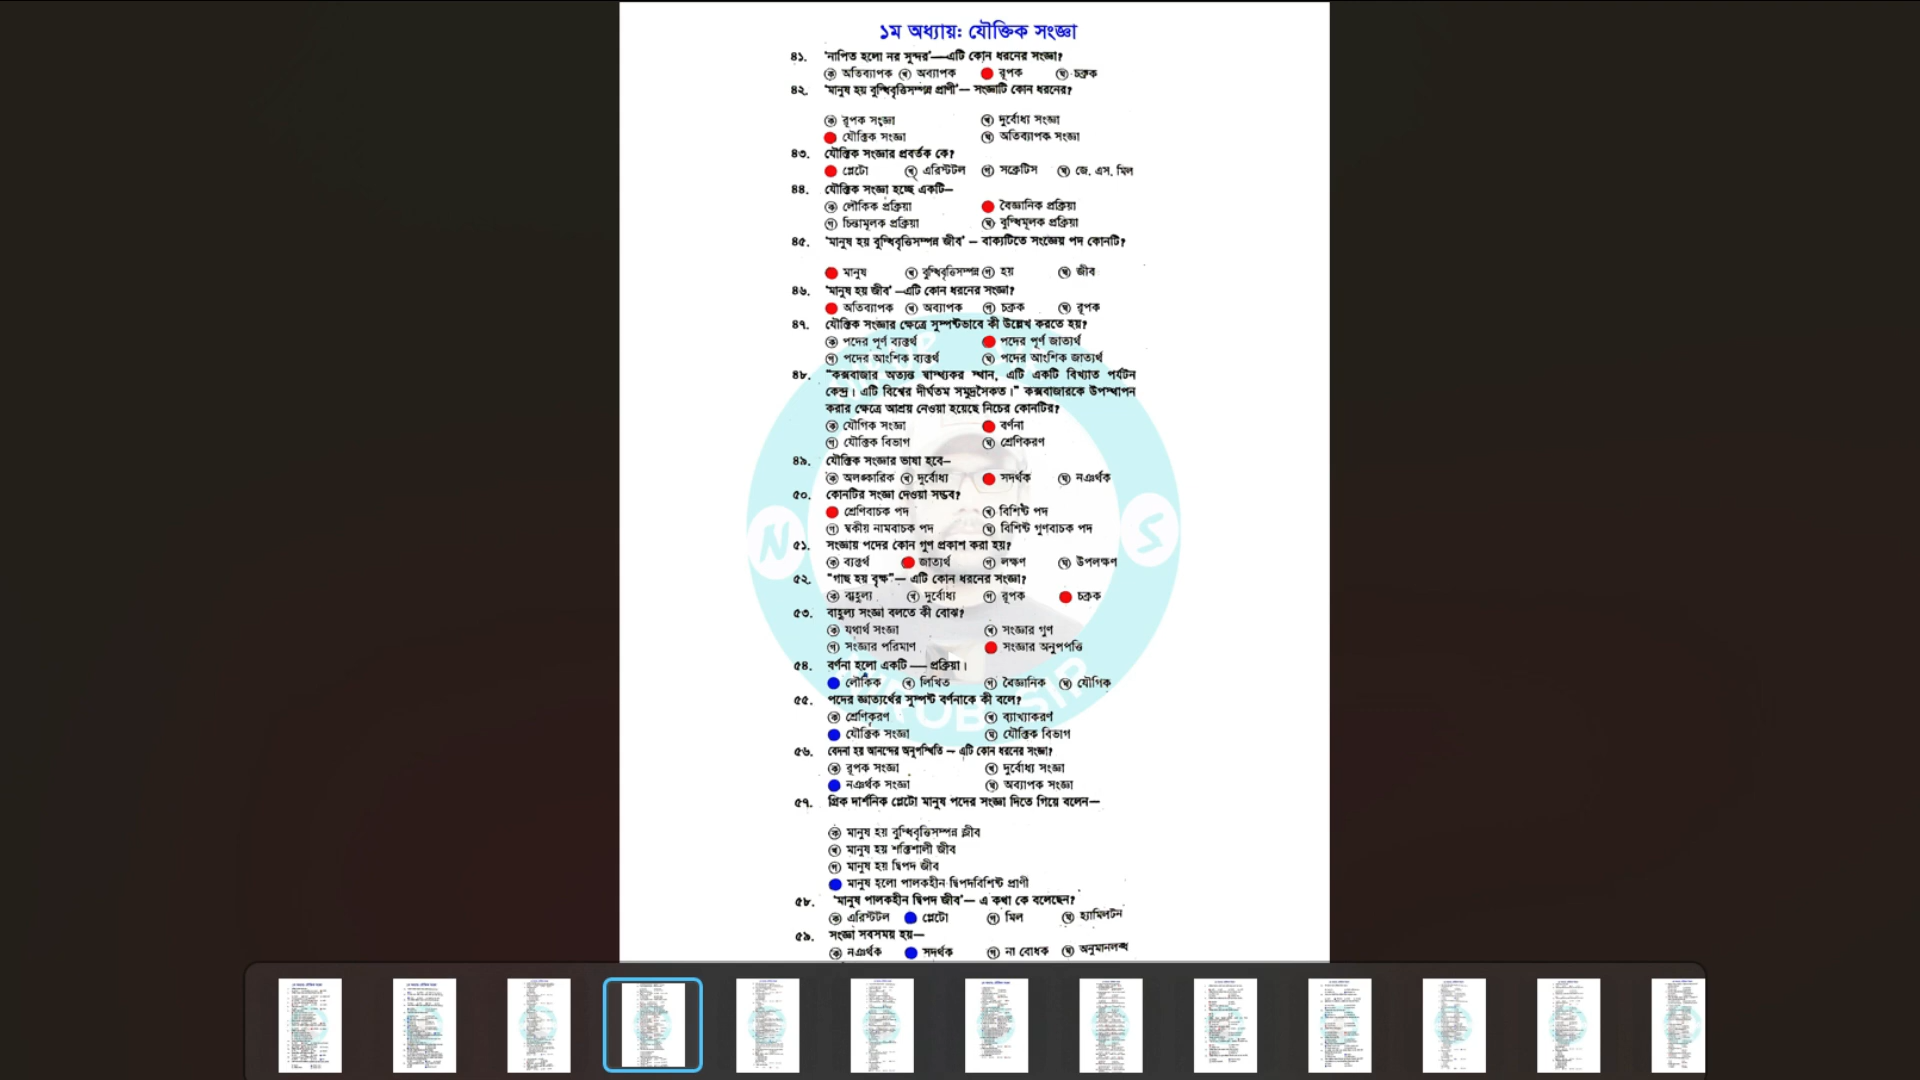 ১ম অধ্যায়: যৌক্তিক সংজ্ঞা
৪১. 'নাপিত হলো নর সুন্দর'—এটি কোন ধরনের সংজ্ঞা?
ক অতিব্যাপক খ অব্যাপক রূপক ঘ চক্রক
৪২. 'মানুষ হয় বুদ্ধিবৃত্তিসম্পন্ন প্রাণী'— সংজ্ঞাটি কোন ধরনের?
ক রূপক সংজ্ঞা খ দুর্বোধ্য সংজ্ঞা
যৌক্তিক সংজ্ঞা ঘ অতিব্যাপক সংজ্ঞা
৪৩. যৌক্তিক সংজ্ঞার প্রবর্তক কে?
প্লেটো খ এরিস্টটল গ সক্রেটিস ঘ জে. এস. মিল
৪৪. যৌক্তিক সংজ্ঞা হচ্ছে একটি—
ক লৌকিক প্রক্রিয়া বৈজ্ঞানিক প্রক্রিয়া
গ চিন্তামূলক প্রক্রিয়া ঘ বুদ্ধিমূলক প্রক্রিয়া
৪৫. 'মানুষ হয় বুদ্ধিবৃত্তিসম্পন্ন জীব' – বাক্যটিতে সংজ্ঞেয় পদ কোনটি?
মানুষ খ বুদ্ধিবৃত্তিসম্পন্ন গ হয় ঘ জীব
৪৬. 'মানুষ হয় জীব' –এটি কোন ধরনের সংজ্ঞা?
অতিব্যাপক খ অব্যাপক গ চক্রক ঘ রূপক
৪৭. যৌক্তিক সংজ্ঞার ক্ষেত্রে সুস্পষ্টভাবে কী উল্লেখ করতে হয়?
ক পদের পূর্ণ ব্যক্তর্থ পদের পূর্ণ জাত্যর্থ
গ পদের আংশিক ব্যক্তর্থ ঘ পদের আংশিক জাত্যর্থ
৪৮. "কক্সবাজার অত্যন্ত স্বাস্থ্যকর স্থান, এটি একটি বিখ্যাত পর্যটন
কেন্দ্র। এটি বিশ্বের দীর্ঘতম সমুদ্রসৈকত।" কক্সবাজারকে উপস্থাপন
করার ক্ষেত্রে আশ্রয় নেওয়া হয়েছে নিচের কোনটির?
ক যৌগিক সংজ্ঞা বর্ণনা
গ যৌক্তিক বিভাগ ঘ শ্রেণিকরণ
৪৯. যৌক্তিক সংজ্ঞার ভাষা হবে–
ক অলঙ্কারিক খ দুর্বোধ্য সদর্থক ঘ নঞর্থক
৫০. কোনটির সংজ্ঞা দেওয়া সম্ভব?
শ্রেণিবাচক পদ খ বিশিষ্ট পদ
গ স্বকীয় নামবাচক পদ ঘ বিশিষ্ট গুণবাচক পদ
৫১. সংজ্ঞায় পদের কোন গুণ প্রকাশ করা হয়?
ক ব্যক্তর্থ জাত্যর্থ গ লক্ষণ ঘ উপলক্ষণ
৫২. "গাছ হয় বৃক্ষ"— এটি কোন ধরনের সংজ্ঞা?
ক বাহুল্য খ দুর্বোধ্য গ রূপক চক্রক
৫৩. বাহুল্য সংজ্ঞা বলতে কী বোঝ?
ক যথার্থ সংজ্ঞা খ সংজ্ঞার গুণ
গ সংজ্ঞার পরিমাণ সংজ্ঞার অনুপপত্তি
৫৪. বর্ণনা হলো একটি — প্রক্রিয়া।
লৌকিক খ লিখিত গ বৈজ্ঞানিক ঘ যৌগিক
৫৫. পদের জাত্যর্থের সুস্পষ্ট বর্ণনাকে কী বলে?
ক শ্রেণিকরণ খ ব্যাখ্যাকরণ
যৌক্তিক সংজ্ঞা ঘ যৌক্তিক বিভাগ
৫৬. বেদনা হয় আনন্দের অনুপস্থিতি – এটি কোন ধরনের সংজ্ঞা?
ক রূপক সংজ্ঞা খ দুর্বোধ্য সংজ্ঞা
নঞর্থক সংজ্ঞা ঘ অব্যাপক সংজ্ঞা
৫৭. গ্রিক দার্শনিক প্লেটো মানুষ পদের সংজ্ঞা দিতে গিয়ে বলেন—
ক মানুষ হয় বুদ্ধিবৃত্তিসম্পন্ন জীব
খ মানুষ হয় শক্তিশালী জীব
গ মানুষ হয় দ্বিপদ জীব
মানুষ হলো পালকহীন দ্বিপদবিশিষ্ট প্রাণী
৫৮. 'মানুষ পালকহীন দ্বিপদ জীব'— এ কথা কে বলেছেন?
ক এরিস্টটল প্লেটো গ মিল ঘ হ্যামিলটন
৫৯. সংজ্ঞা সবসময় হয়—
ক নঞর্থক সদর্থক গ না বোধক ঘ অনুমানলব্ধ